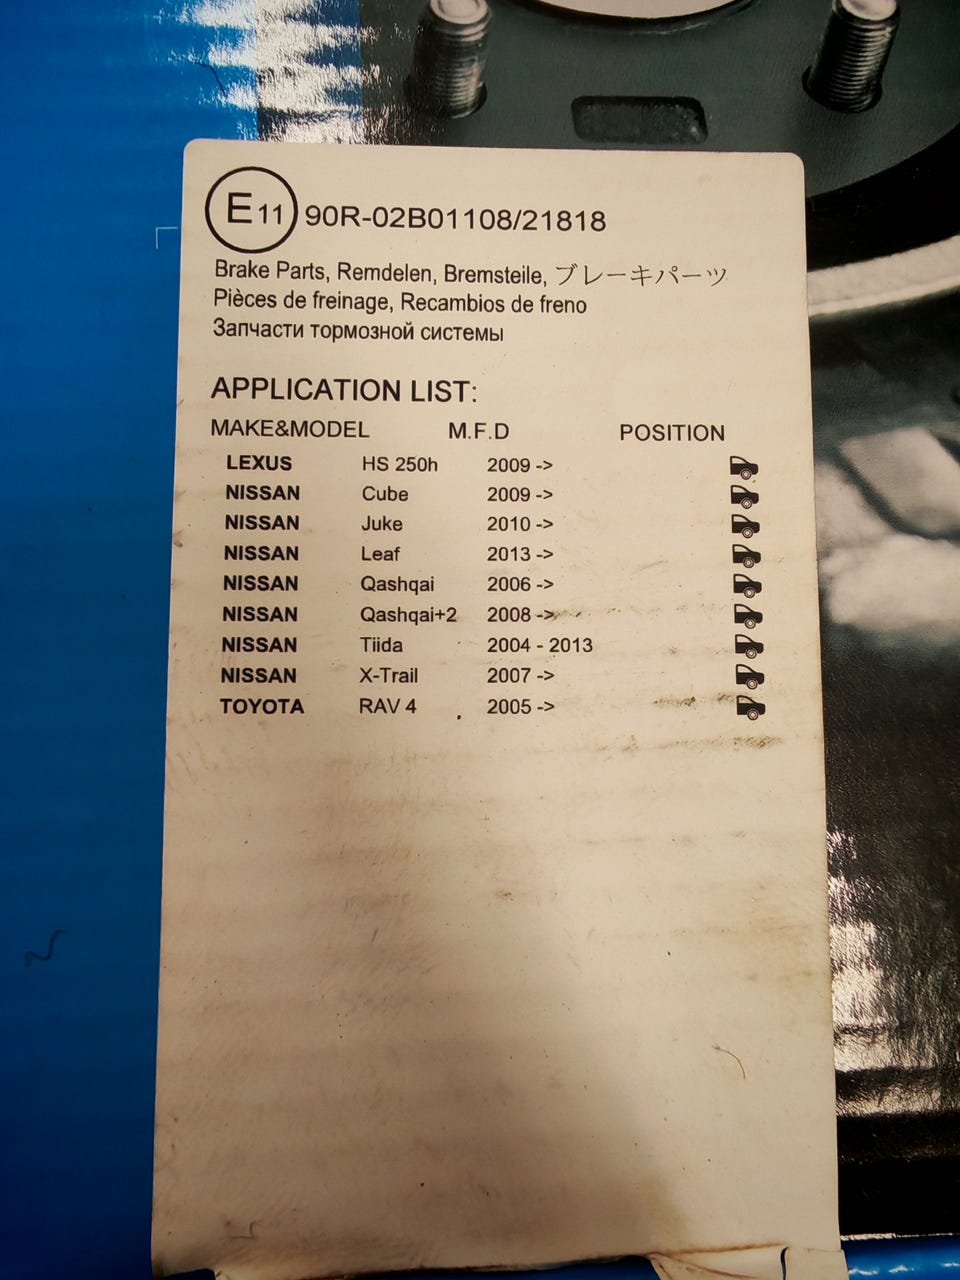 E11 90R-02B01108/21818
Brake Parts, Remdelen, Bremsteile, ブレーキパーツ
Pièces de freinage, Recambios de freno
Запчасти тормозной системы
APPLICATION LIST:
MAKE&MODEL M.F.D POSITION
LEXUS HS 250h 2009 ->
NISSAN Cube 2009 ->
NISSAN Juke 2010 ->
NISSAN Leaf 2013 ->
NISSAN Qashqai 2006 ->
NISSAN Qashqai+2 2008 ->
NISSAN Tiida 2004 - 2013
NISSAN X-Trail 2007 ->
TOYOTA RAV 4 2005 ->